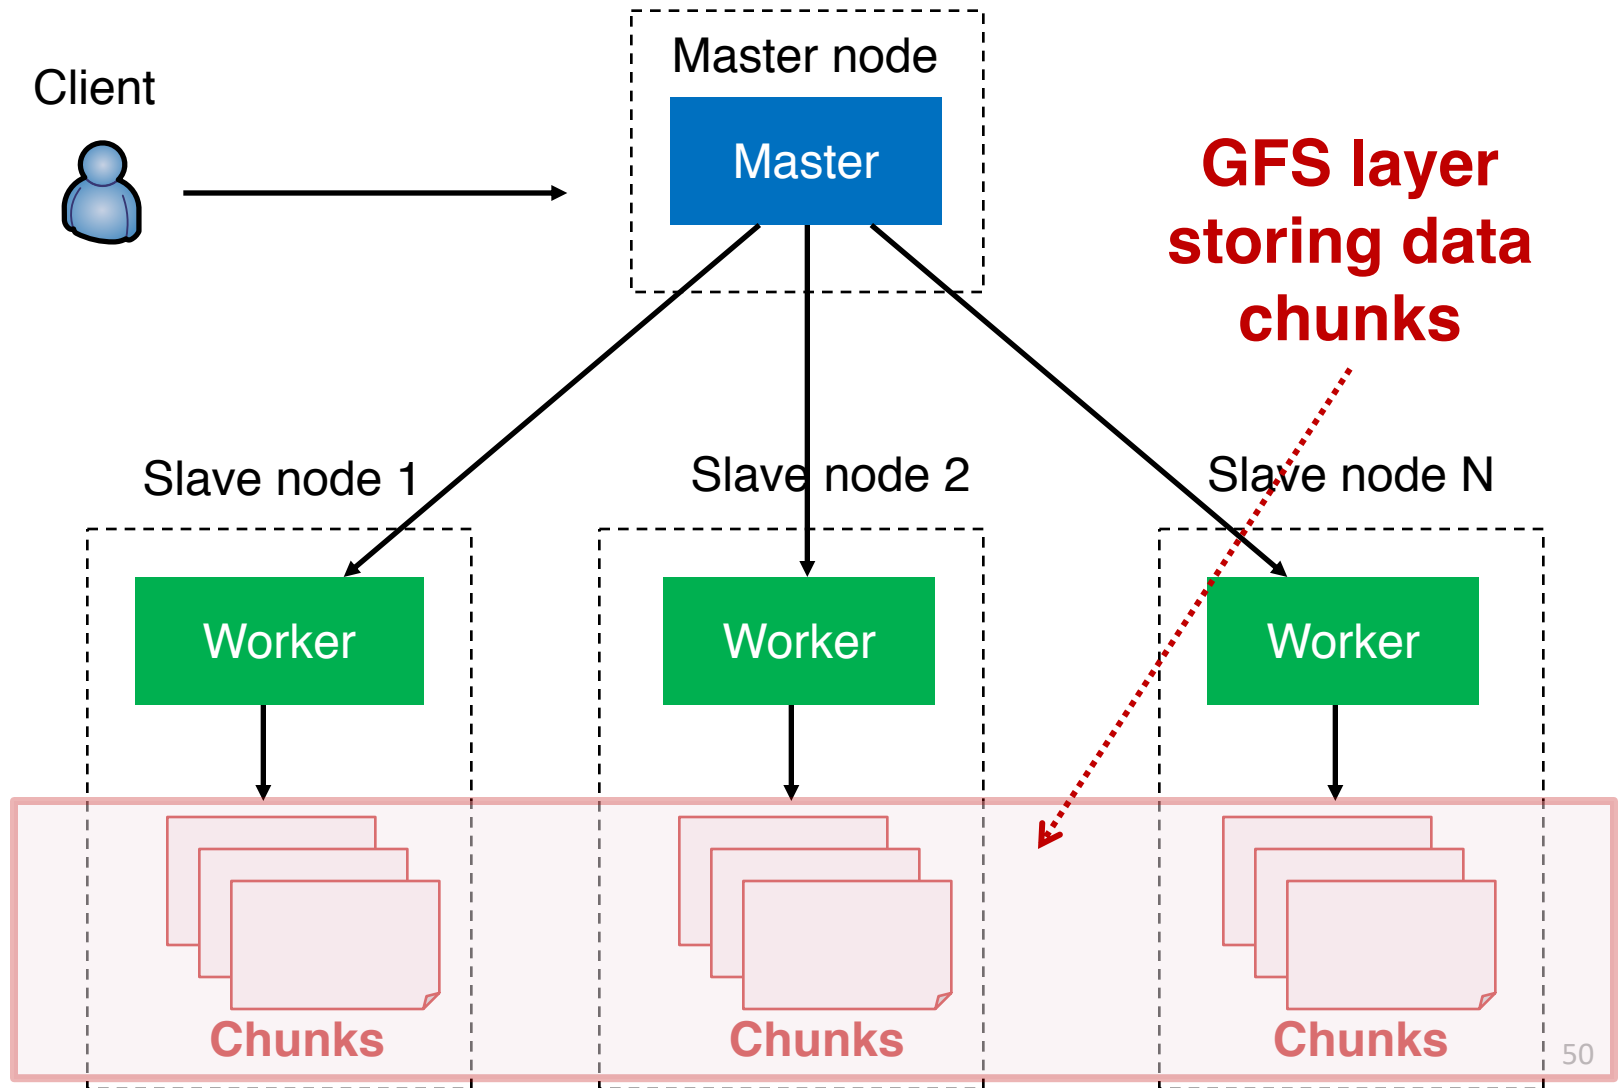 Master node
Client
Master
GFS layer
storing data
chunks
Slave node 1
Slave node 2
Slave node N
Worker
Worker
Worker
Chunks
Chunks
Chunks
50